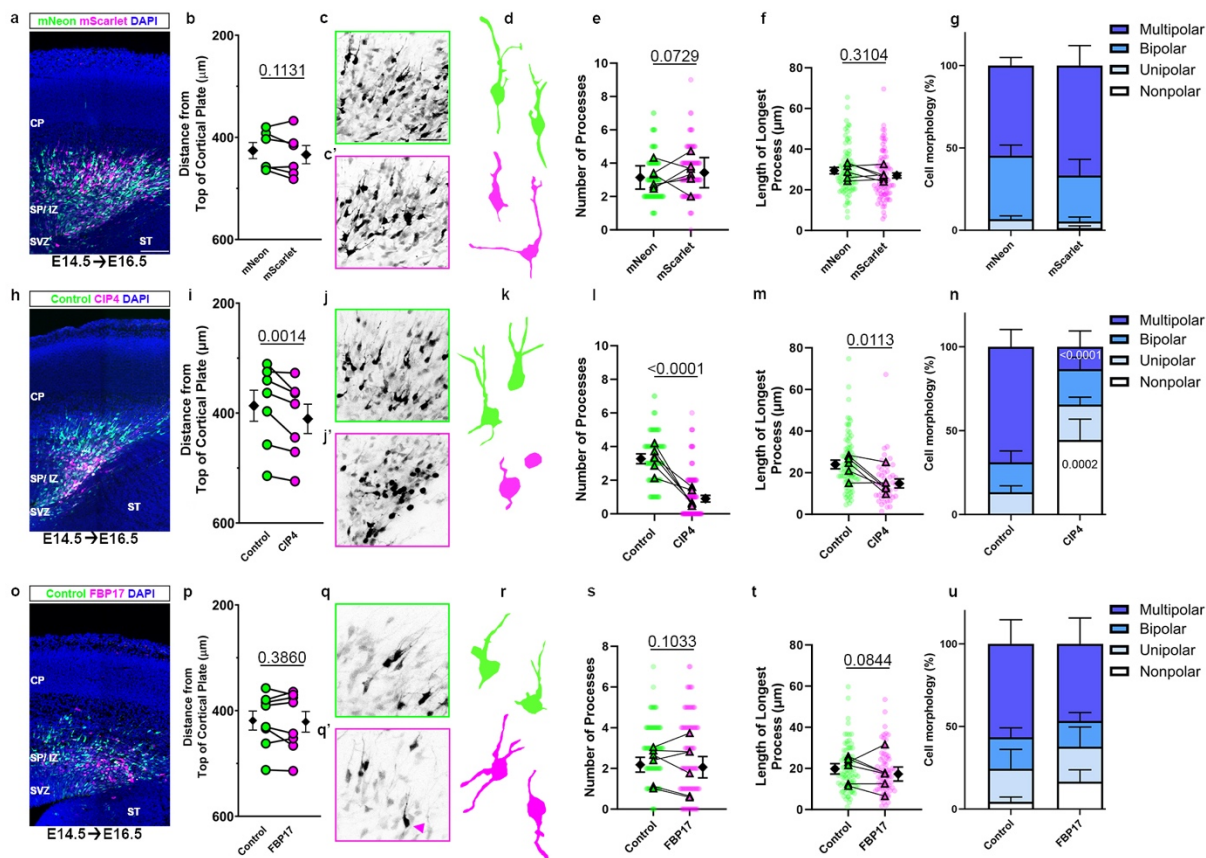 a
mNeon mScarlet DAPI
CP
SP/ IZ
SVZ
ST
E14.5→E16.5
b
Distance from
Top of Cortical Plate (μm)
200
400
600
0.1131
mNeon
mScarlet
c
c'
d
e
Number of Processes
10
8
6
4
2
0
0.0729
mNeon
mScarlet
f
Length of Longest
Process (μm)
80
60
40
20
0
0.3104
mNeon
mScarlet
g
Cell morphology (%)
100
50
0
mNeon
mScarlet
Multipolar
Bipolar
Unipolar
Nonpolar
h
Control CIP4 DAPI
CP
SP/ IZ
SVZ
ST
E14.5→E16.5
i
Distance from
Top of Cortical Plate (μm)
200
400
600
0.0014
Control
CIP4
j
j'
k
l
Number of Processes
10
8
6
4
2
0
<0.0001
Control
CIP4
m
Length of Longest
Process (μm)
80
60
40
20
0
0.0113
Control
CIP4
n
Cell morphology (%)
100
50
0
<0.0001
0.0002
Control
CIP4
Multipolar
Bipolar
Unipolar
Nonpolar
o
Control FBP17 DAPI
CP
SP/ IZ
SVZ
ST
E14.5→E16.5
p
Distance from
Top of Cortical Plate (μm)
200
400
600
0.3860
Control
FBP17
q
q'
r
s
Number of Processes
8
6
4
2
0
0.1033
Control
FBP17
t
Length of Longest
Process (μm)
80
60
40
20
0
0.0844
Control
FBP17
u
Cell morphology (%)
100
50
0
Control
FBP17
Multipolar
Bipolar
Unipolar
Nonpolar